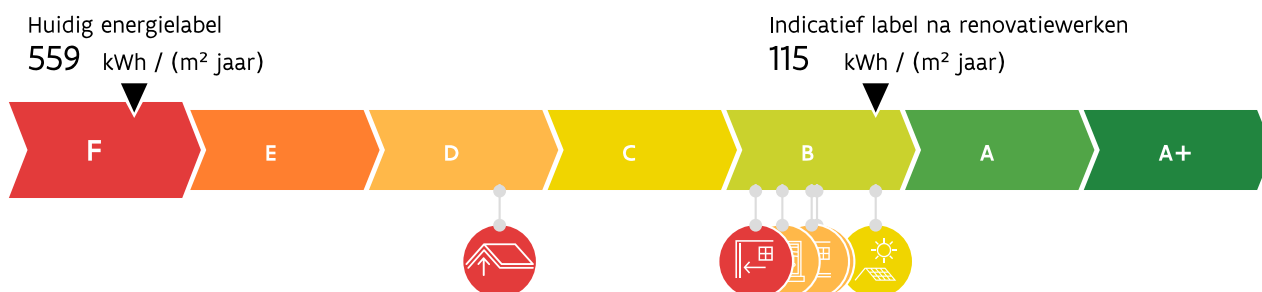 Huidig energielabel
559 kWh / (m² jaar)
Indicatief label na renovatiewerken
115 kWh / (m² jaar)
F E D C B A A+